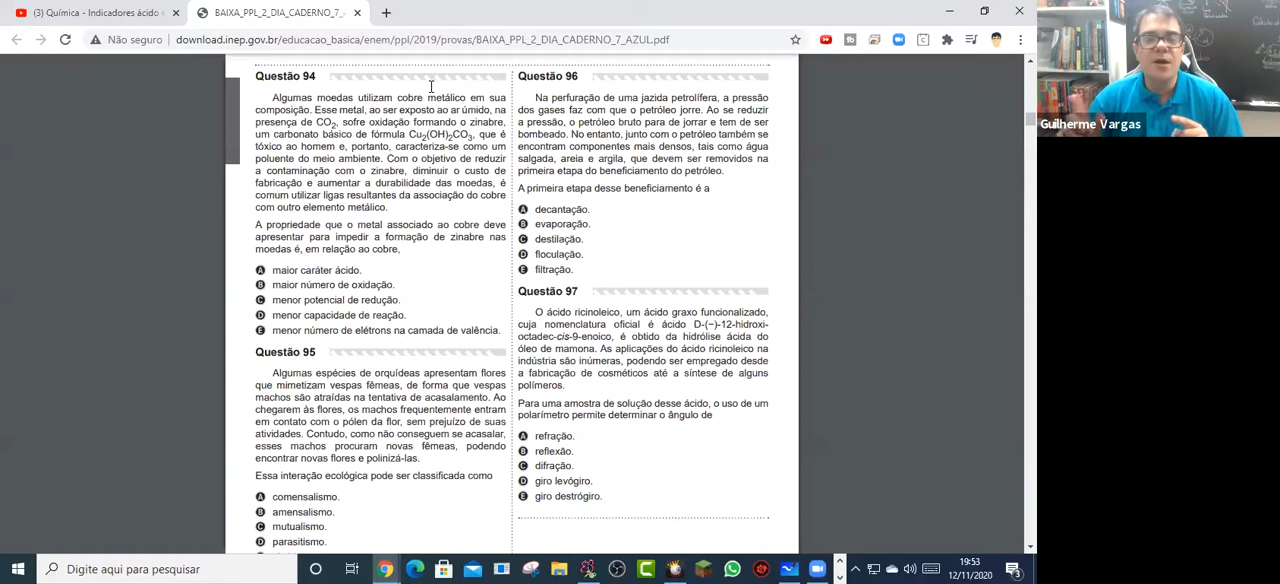 (3) Química - Indicadores ácido e
BAIXA_PPL_2_DIA_CADERNO_7_
Não seguro
download.inep.gov.br/educacao_basica/enem/ppl/2019/provas/BAIXA_PPL_2_DIA_CADERNO_7_AZUL.pdf
Questão 94
Algumas moedas utilizam cobre metálico em sua
composição. Esse metal, ao ser exposto ao ar úmido, na
presença de CO2, sofre oxidação formando o zinabre,
um carbonato básico de fórmula Cu2(OH)2CO3, que é
tóxico ao homem e, portanto, caracteriza-se como um
poluente do meio ambiente. Com o objetivo de reduzir
a contaminação com o zinabre, diminuir o custo de
fabricação e aumentar a durabilidade das moedas, é
comum utilizar ligas resultantes da associação do cobre
com outro elemento metálico.
A propriedade que o metal associado ao cobre deve
apresentar para impedir a formação de zinabre nas
moedas é, em relação ao cobre,
A maior caráter ácido.
B maior número de oxidação.
C menor potencial de redução.
D menor capacidade de reação.
E menor número de elétrons na camada de valência.
Questão 95
Algumas espécies de orquídeas apresentam flores
que mimetizam vespas fêmeas, de forma que vespas
machos são atraídas na tentativa de acasalamento. Ao
chegarem às flores, os machos frequentemente entram
em contato com o pólen da flor, sem prejuízo de suas
atividades. Contudo, como não conseguem se acasalar,
esses machos procuram novas fêmeas, podendo
encontrar novas flores e polinizá-las.
Essa interação ecológica pode ser classificada como
A comensalismo.
B amensalismo.
C mutualismo.
D parasitismo.
Questão 96
Na perfuração de uma jazida petrolífera, a pressão
dos gases faz com que o petróleo jorre. Ao se reduzir
a pressão, o petróleo bruto para de jorrar e tem de ser
bombeado. No entanto, junto com o petróleo também se
encontram componentes mais densos, tais como água
salgada, areia e argila, que devem ser removidos na
primeira etapa do beneficiamento do petróleo.
A primeira etapa desse beneficiamento é a
A decantação.
B evaporação.
C destilação.
D floculação.
E filtração.
Questão 97
O ácido ricinoleico, um ácido graxo funcionalizado,
cuja nomenclatura oficial é ácido D-(−)-12-hidroxi-
octadec-cis-9-enoico, é obtido da hidrólise ácida do
óleo de mamona. As aplicações do ácido ricinoleico na
indústria são inúmeras, podendo ser empregado desde
a fabricação de cosméticos até a síntese de alguns
polímeros.
Para uma amostra de solução desse ácido, o uso de um
polarímetro permite determinar o ângulo de
A refração.
B reflexão.
C difração.
D giro levógiro.
E giro destrógiro.
Guilherme Vargas
Digite aqui para pesquisar
19:53
12/11/2020
3